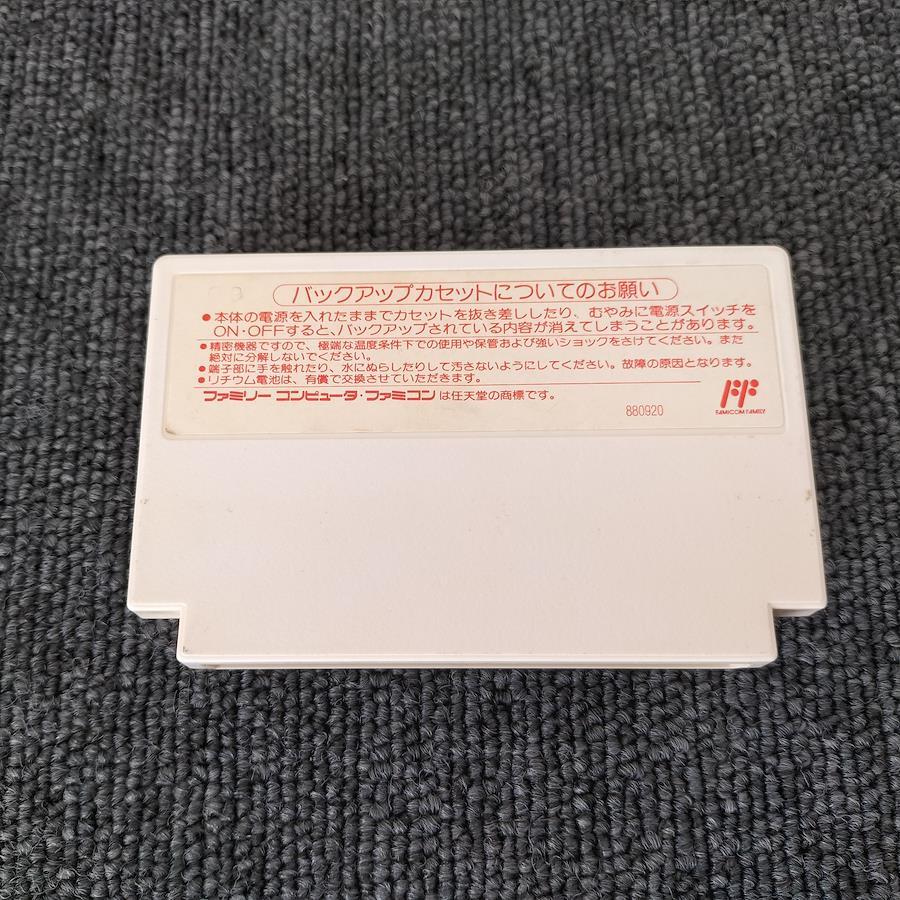 バックアップカセットについてのお願い
●本体の電源を入れたままでカセットを抜き差ししたり、むやみに電源スイッチを
ON・OFFすると、バックアップされている内容が消えてしまうことがあります。
●精密機器ですので、極端な温度条件下での使用や保管および強いショックをさけてください。また
絶対に分解しないでください。
●端子部に手を触れたり、水にぬらしたりして汚さないようにしてください。故障の原因となります。
●リチウム電池は、有償で交換させていただきます。
ファミリー コンピュータ・ファミコンは任天堂の商標です。
880920
FAMICOM FAMILY